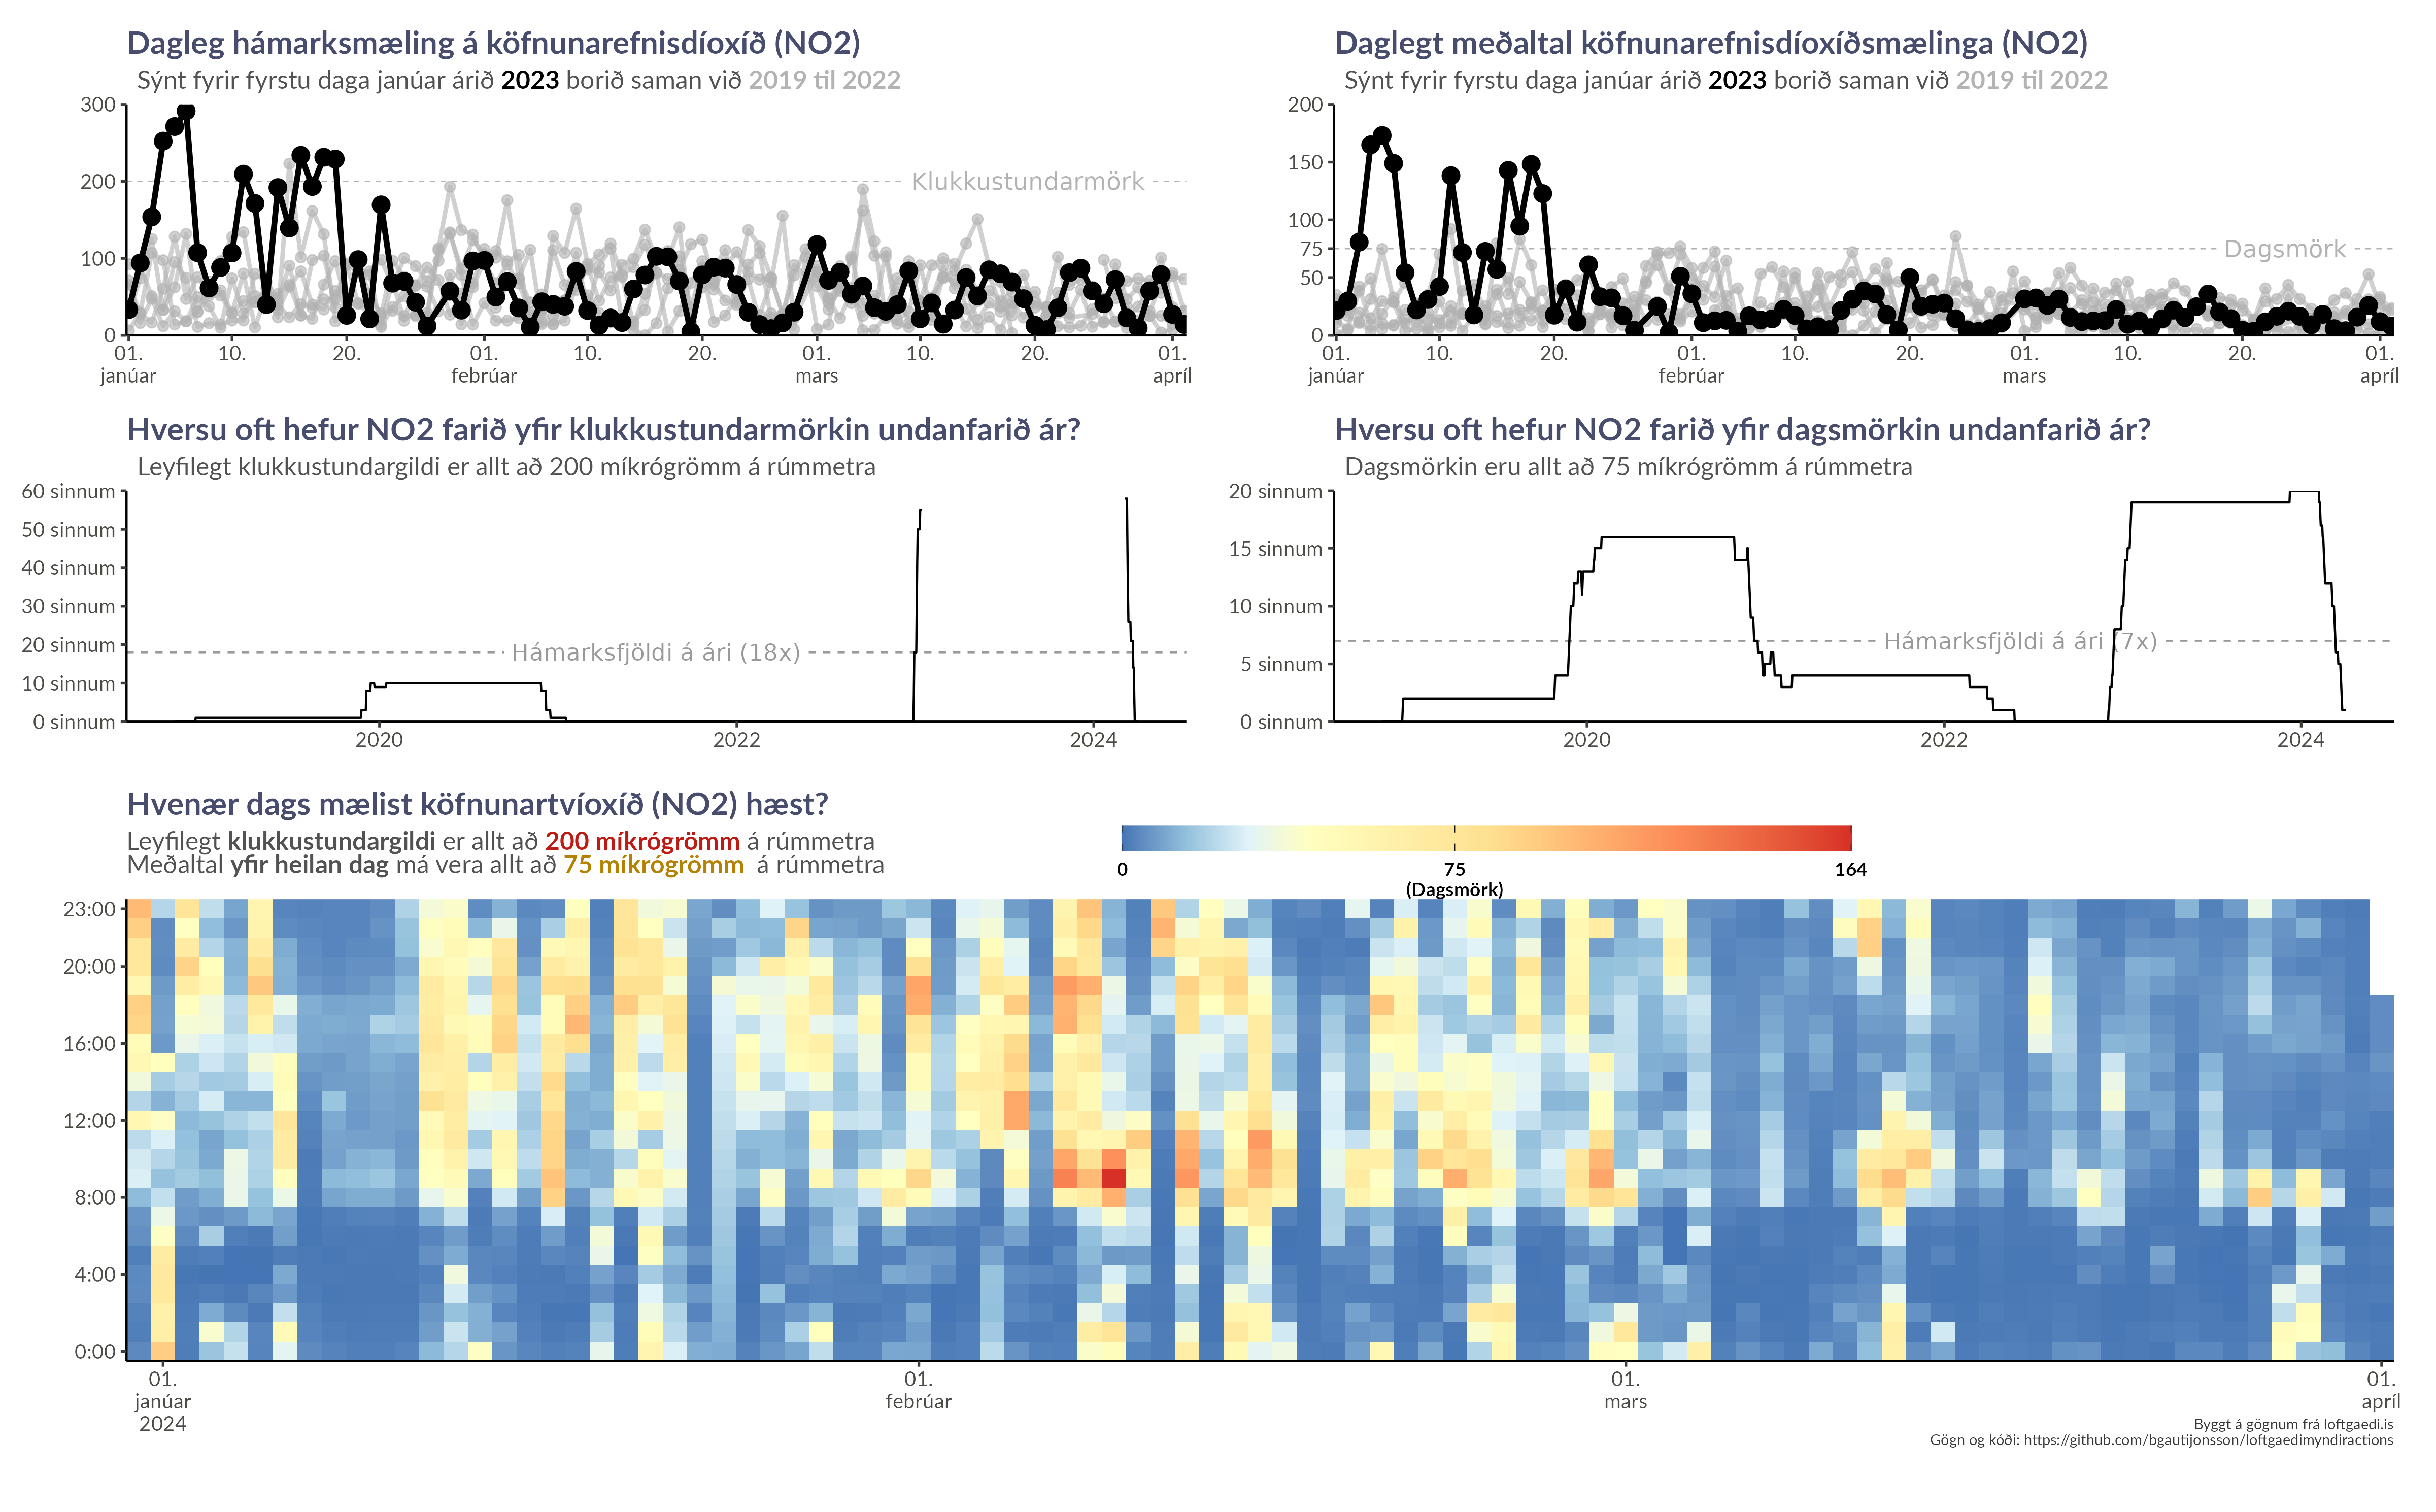 Dagleg hámarksmæling á köfnunarefnisdíoxíð (NO2)
Sýnt fyrir fyrstu daga janúar árið 2023 borið saman við 2019 til 2022
300
200
100
0
Klukkustundarmörk
01. 10. 20. 01. 10. 20. 01. 10. 20. 01.
janúar febrúar mars apríl
Daglegt meðaltal köfnunarefnisdíoxíðsmælinga (NO2)
Sýnt fyrir fyrstu daga janúar árið 2023 borið saman við 2019 til 2022
200
150
100
75
50
0
Dagsmörk
01. 10. 20. 01. 10. 20. 01. 10. 20. 01.
janúar febrúar mars apríl
Hversu oft hefur NO2 farið yfir klukkustundarmörkin undanfarið ár?
Leyfilegt klukkustundargildi er allt að 200 míkrógrömm á rúmmetra
60 sinnum
50 sinnum
40 sinnum
30 sinnum
20 sinnum
10 sinnum
0 sinnum
Hámarksfjöldi á ári (18x)
2020 2022 2024
Hversu oft hefur NO2 farið yfir dagsmörkin undanfarið ár?
Dagsmörkin eru allt að 75 míkrógrömm á rúmmetra
20 sinnum
15 sinnum
10 sinnum
5 sinnum
0 sinnum
Hámarksfjöldi á ári (7x)
2020 2022 2024
Hvenær dags mælist köfnunartvíoxíð (NO2) hæst?
Leyfilegt klukkustundargildi er allt að 200 míkrógrömm á rúmmetra
Meðaltal yfir heilan dag má vera allt að 75 míkrógrömm á rúmmetra
0 75 164
(Dagsmörk)
23:00
20:00
16:00
12:00
8:00
4:00
0:00
01. 01. 01. 01.
janúar febrúar mars apríl
2024
Byggt á gögnum frá loftgaedi.is
Gögn og kóði: https://github.com/bgautijonsson/loftgaedimyndiractions